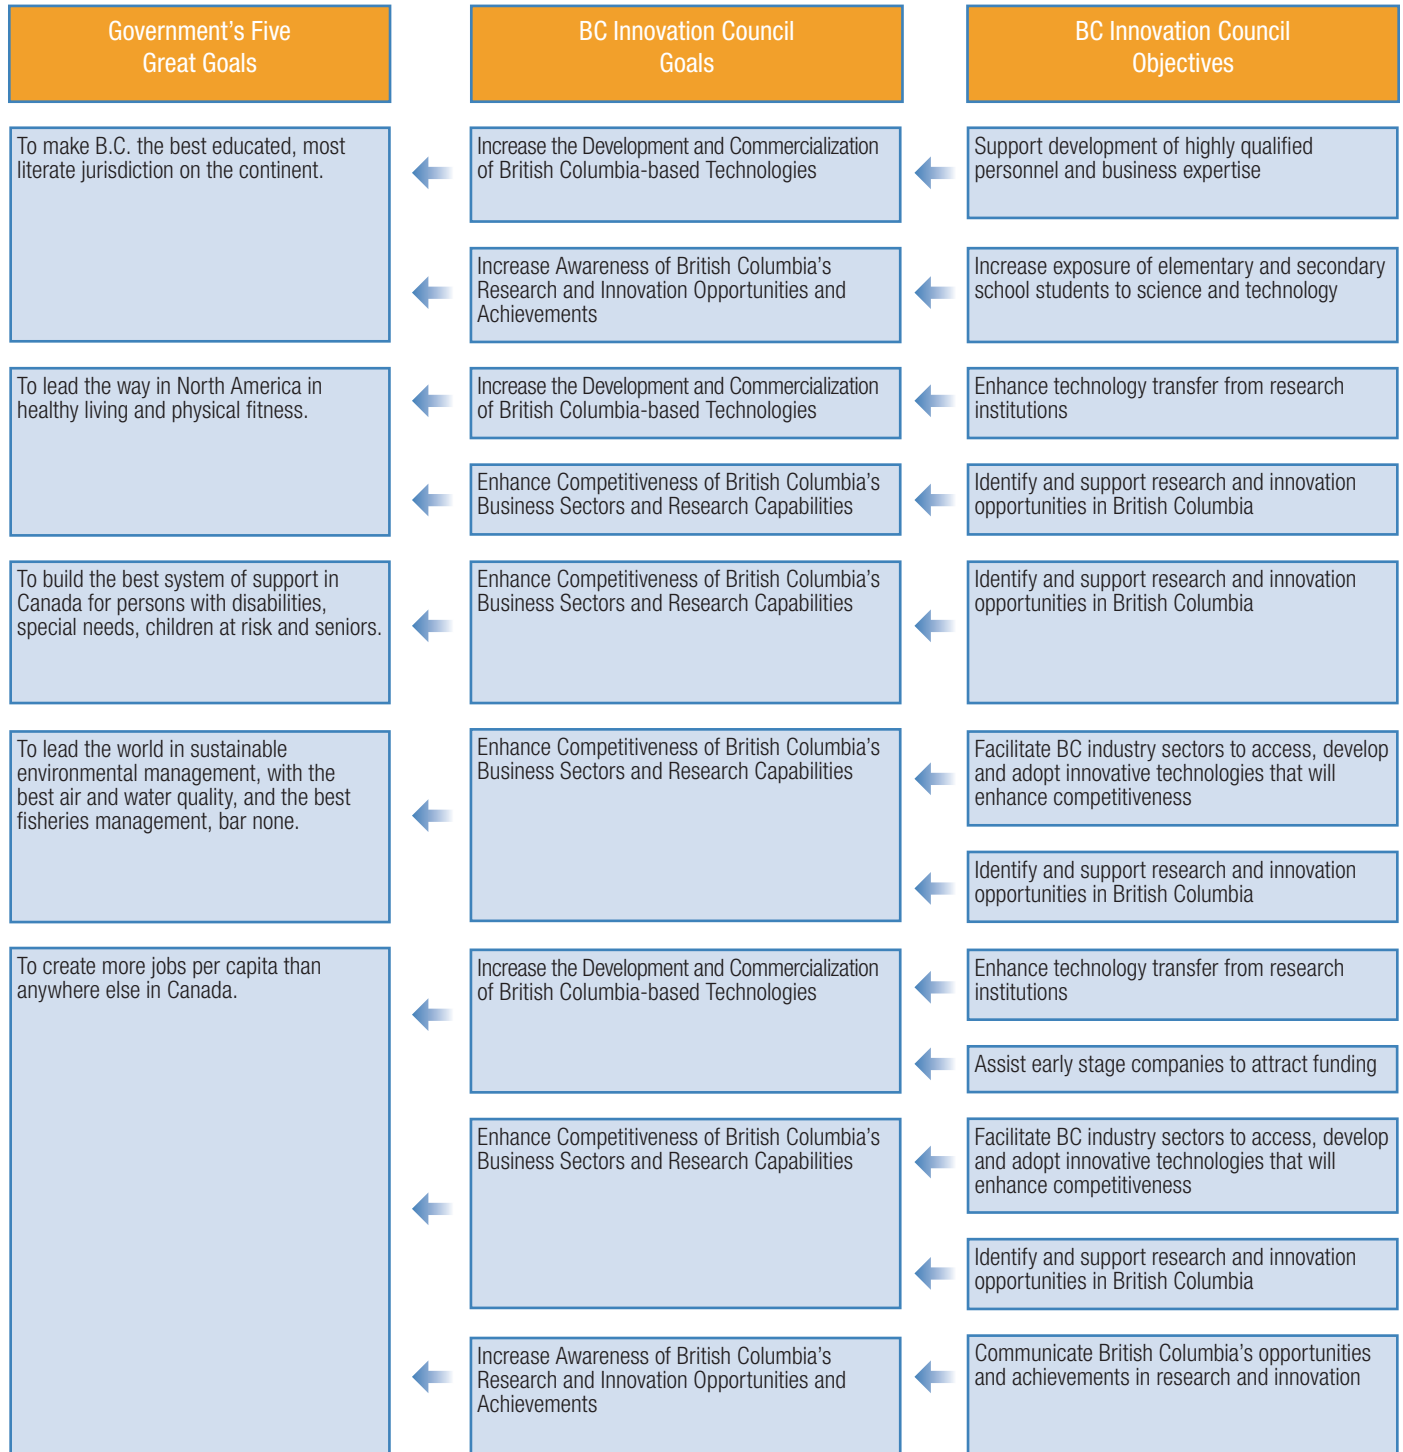 Government's Five
Great Goals
BC Innovation Council
Goals
BC Innovation Council
Objectives
To make B.C. the best educated, most
literate jurisdiction on the continent.
Increase the Development and Commercialization
of British Columbia-based Technologies
Support development of highly qualified
personnel and business expertise
Increase Awareness of British Columbia's
Research and Innovation Opportunities and
Achievements
Increase exposure of elementary and secondary
school students to science and technology
To lead the way in North America in
healthy living and physical fitness.
Increase the Development and Commercialization
of British Columbia-based Technologies
Enhance technology transfer from research
institutions
Enhance Competitiveness of British Columbia's
Business Sectors and Research Capabilities
Identify and support research and innovation
opportunities in British Columbia
To build the best system of support in
Canada for persons with disabilities,
special needs, children at risk and seniors.
Enhance Competitiveness of British Columbia's
Business Sectors and Research Capabilities
Identify and support research and innovation
opportunities in British Columbia
To lead the world in sustainable
environmental management, with the
best air and water quality, and the best
fisheries management, bar none.
Enhance Competitiveness of British Columbia's
Business Sectors and Research Capabilities
Facilitate BC industry sectors to access, develop
and adopt innovative technologies that will
enhance competitiveness
Identify and support research and innovation
opportunities in British Columbia
To create more jobs per capita than
anywhere else in Canada.
Increase the Development and Commercialization
of British Columbia-based Technologies
Enhance technology transfer from research
institutions
Assist early stage companies to attract funding
Enhance Competitiveness of British Columbia's
Business Sectors and Research Capabilities
Facilitate BC industry sectors to access, develop
and adopt innovative technologies that will
enhance competitiveness
Identify and support research and innovation
opportunities in British Columbia
Increase Awareness of British Columbia's
Research and Innovation Opportunities and
Achievements
Communicate British Columbia's opportunities
and achievements in research and innovation